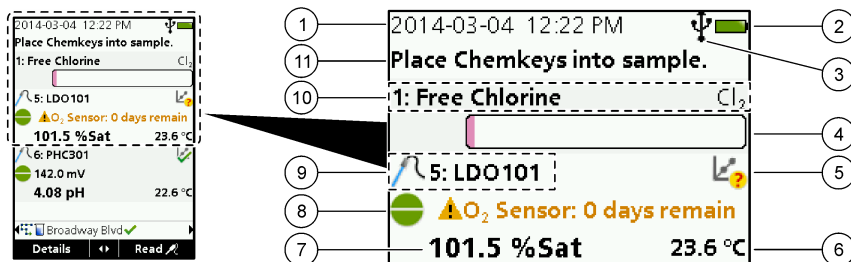 2014-03-04 12:22 PM
Place Chemkeys into sample.
1: Free Chlorine Cl₂
5: LDO101
?
O₂ Sensor: 0 days remain
101.5 %Sat 23.6 °C
6: PHC301
142.0 mV
4.08 pH 22.6 °C
Broadway Blvd
Details Read
1
2014-03-04 12:22 PM
2
3
11
Place Chemkeys into sample.
10
1: Free Chlorine Cl₂
4
9
5: LDO101
?
5
8
O₂ Sensor: 0 days remain
7
101.5 %Sat 23.6 °C
6